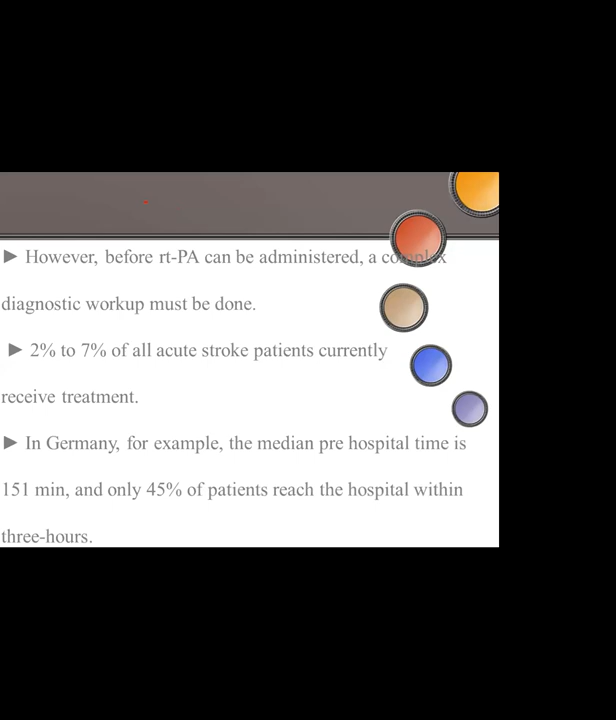 ► However, before rt-PA can be administered, a complex
diagnostic workup must be done.
► 2% to 7% of all acute stroke patients currently
receive treatment.
► In Germany, for example, the median pre hospital time is
151 min, and only 45% of patients reach the hospital within
three-hours.